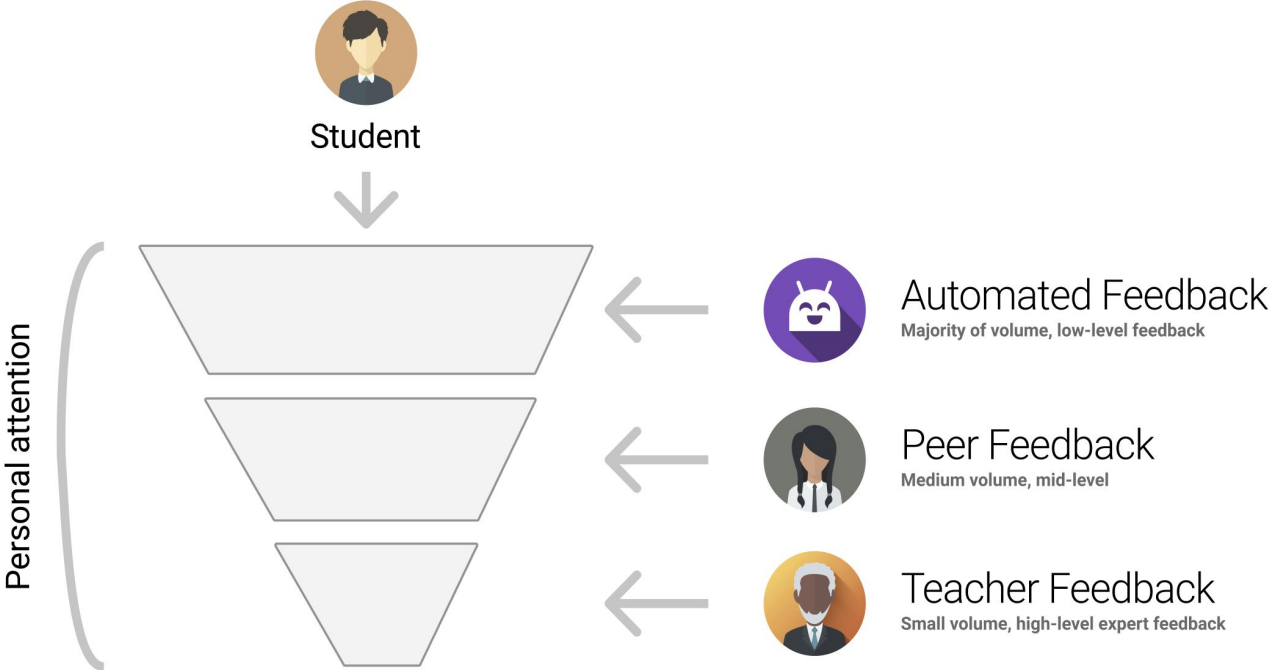 Student
Personal attention
Automated Feedback
Majority of volume, low-level feedback
Peer Feedback
Medium volume, mid-level
Teacher Feedback
Small volume, high-level expert feedback